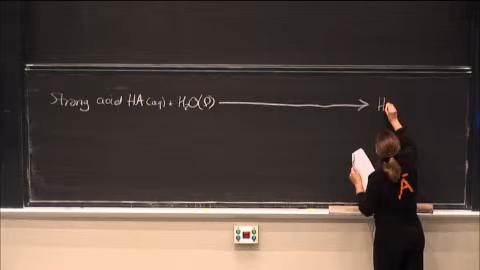 Strong acid HA(aq) + H₂O(l) ⟶ H
Å